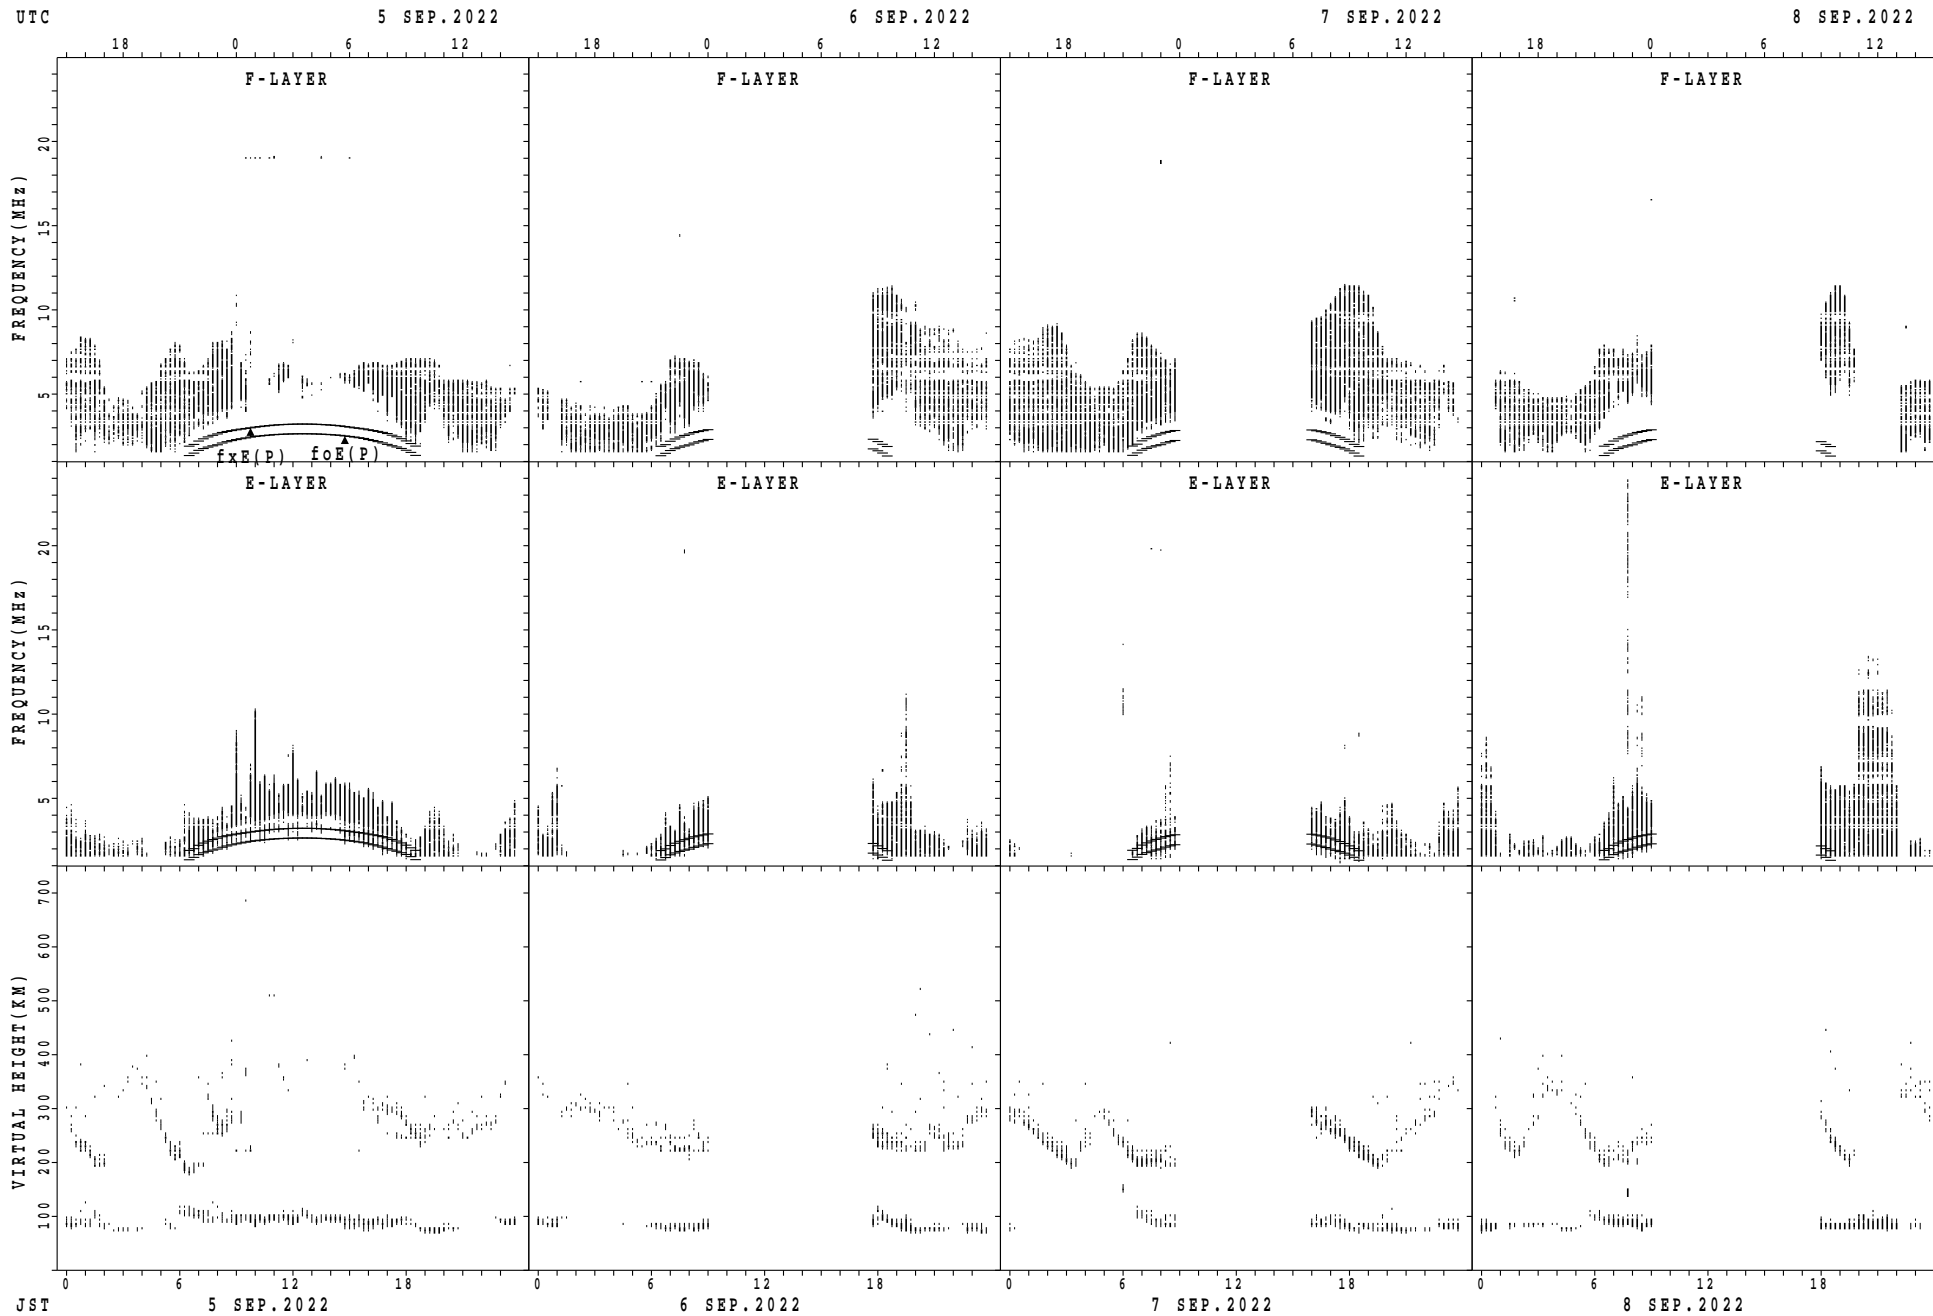 UTC 5 SEP.2022 6 SEP.2022 7 SEP.2022 8 SEP.2022
18 0 6 12 18 0 6 12 18 0 6 12 18 0 6 12
F-LAYER F-LAYER F-LAYER F-LAYER
FREQUENCY(MHz)
20
15
10
5
fxE(P) foE(P)
E-LAYER E-LAYER E-LAYER E-LAYER
FREQUENCY(MHz)
20
15
10
5
VIRTUAL HEIGHT(KM)
700
600
500
400
300
200
100
0 6 12 18 0 6 12 18 0 6 12 18 0 6 12 18
JST 5 SEP.2022 6 SEP.2022 7 SEP.2022 8 SEP.2022